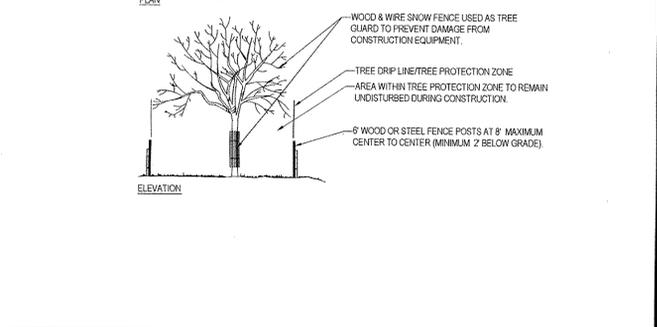 PLAN
WOOD & WIRE SNOW FENCE USED AS TREE
GUARD TO PREVENT DAMAGE FROM
CONSTRUCTION EQUIPMENT.
TREE DRIP LINE/TREE PROTECTION ZONE
AREA WITHIN TREE PROTECTION ZONE TO REMAIN
UNDISTURBED DURING CONSTRUCTION.
6' WOOD OR STEEL FENCE POSTS AT 8' MAXIMUM
CENTER TO CENTER (MINIMUM 2' BELOW GRADE).
ELEVATION